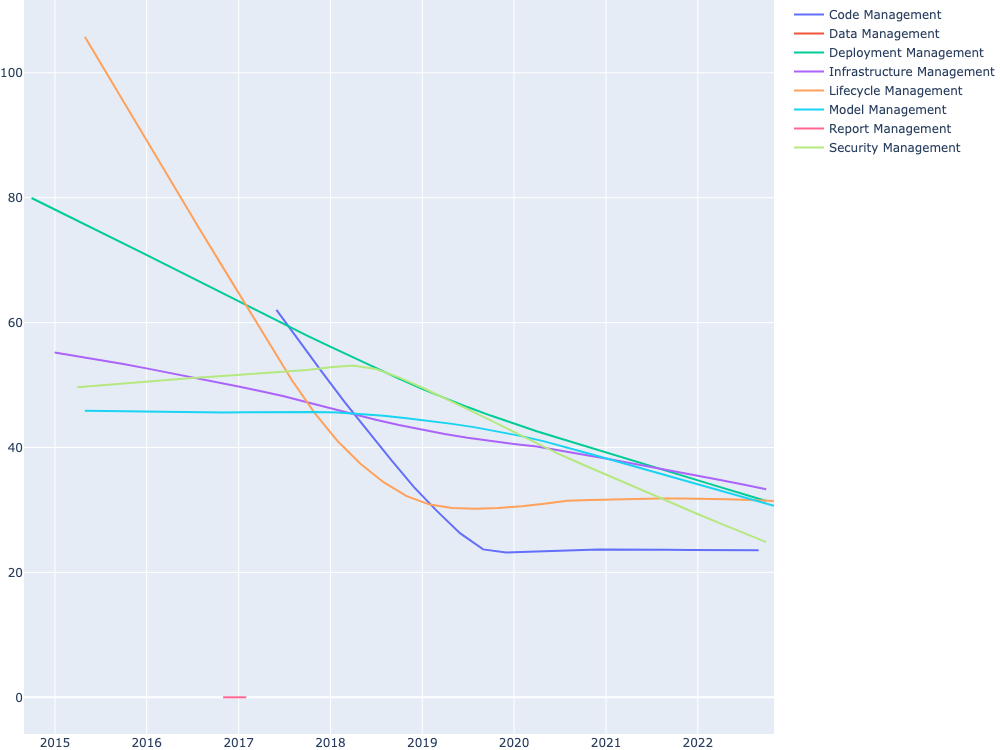 100
80
60
40
20
0
2015 2016 2017 2018 2019 2020 2021 2022
Code Management
Data Management
Deployment Management
Infrastructure Management
Lifecycle Management
Model Management
Report Management
Security Management